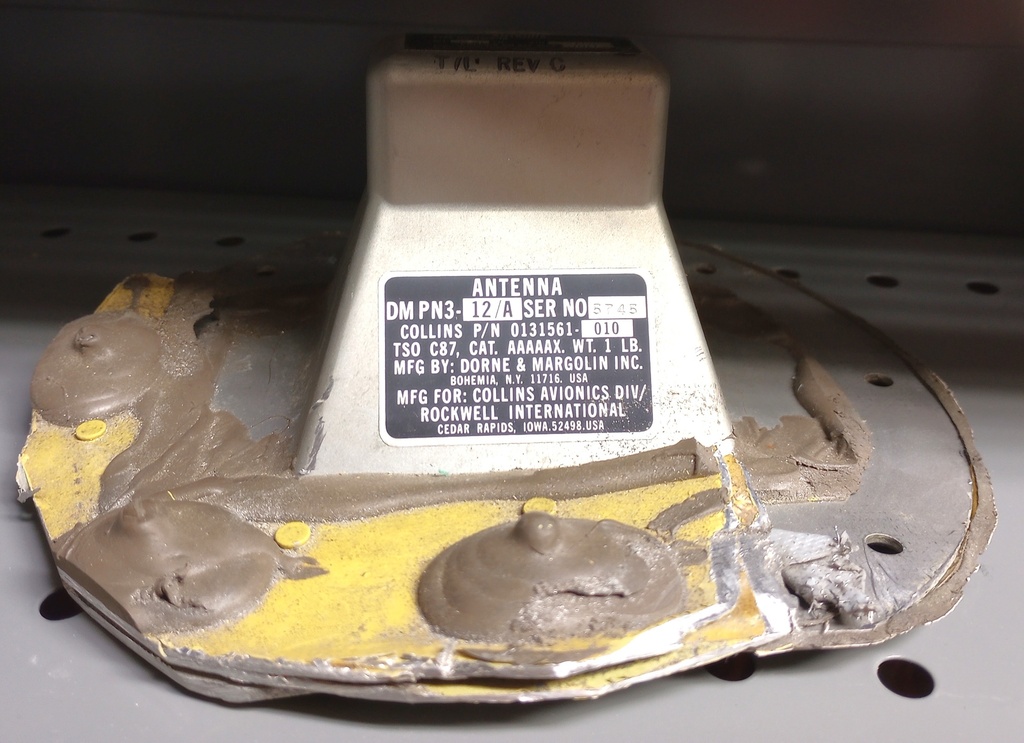 T/L' REV C
ANTENNA
DM PN3- 12/A SER NO 5745
COLLINS P/N 0131561- 010
TSO C87, CAT. AAAAAX. WT. 1 LB.
MFG BY: DORNE & MARGOLIN INC.
BOHEMIA, N.Y. 11716. USA
MFG FOR: COLLINS AVIONICS DIV/
ROCKWELL INTERNATIONAL
CEDAR RAPIDS, IOWA.52498.USA